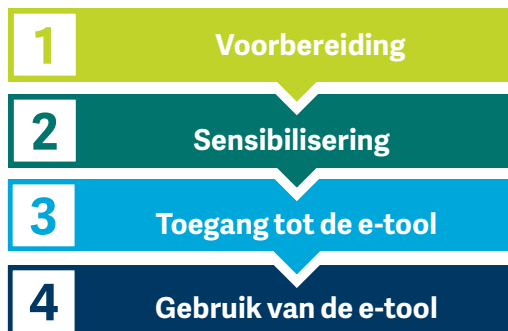 1 Voorbereiding
2 Sensibilisering
3 Toegang tot de e-tool
4 Gebruik van de e-tool